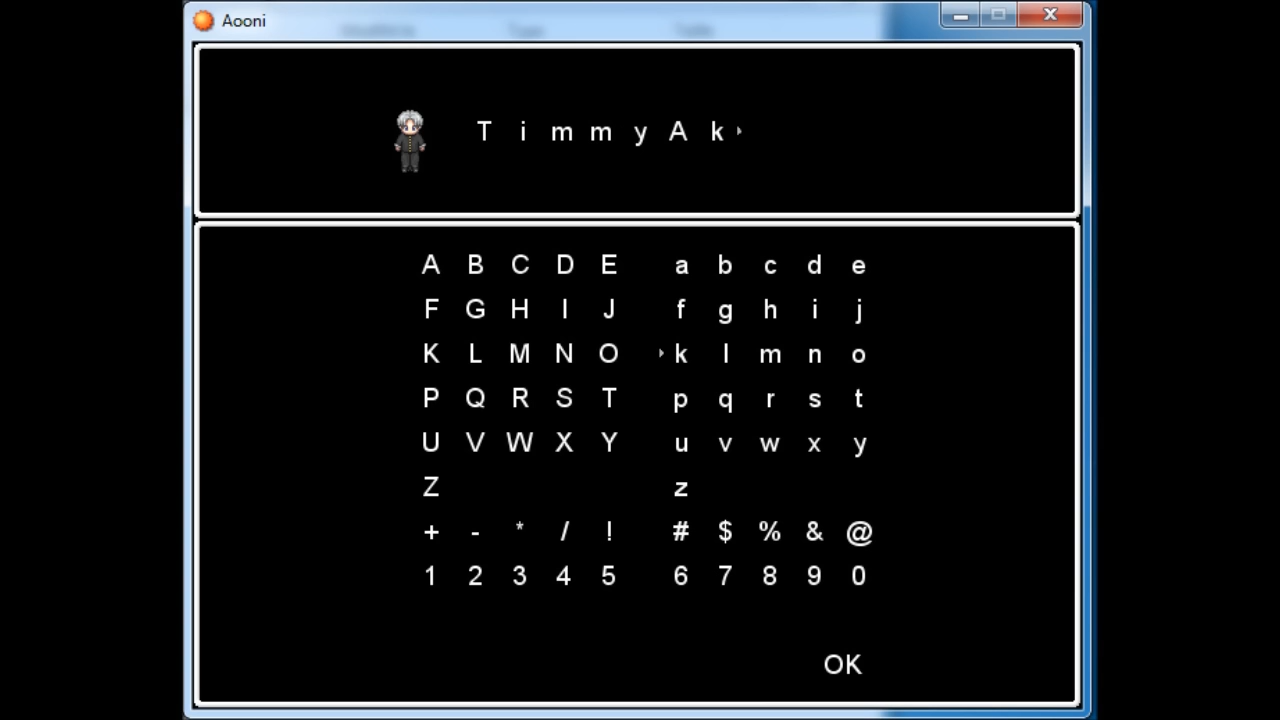 Aooni
T i m m y A k
A B C D E a b c d e
F G H I J f g h i j
K L M N O k l m n o
P Q R S T p q r s t
U V W X Y u v w x y
Z z
+ - * / ! # $ % & @
1 2 3 4 5 6 7 8 9 0
OK